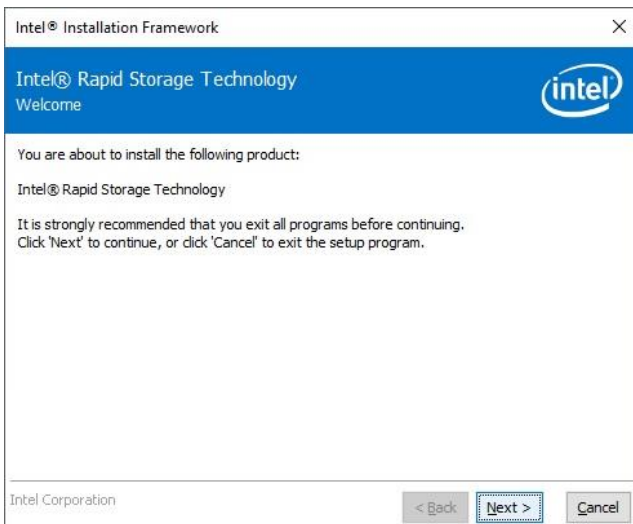 Intel® Installation Framework
Intel® Rapid Storage Technology
Welcome
intel
You are about to install the following product:
Intel® Rapid Storage Technology
It is strongly recommended that you exit all programs before continuing.
Click 'Next' to continue, or click 'Cancel' to exit the setup program.
Intel Corporation
< Back
Next >
Cancel